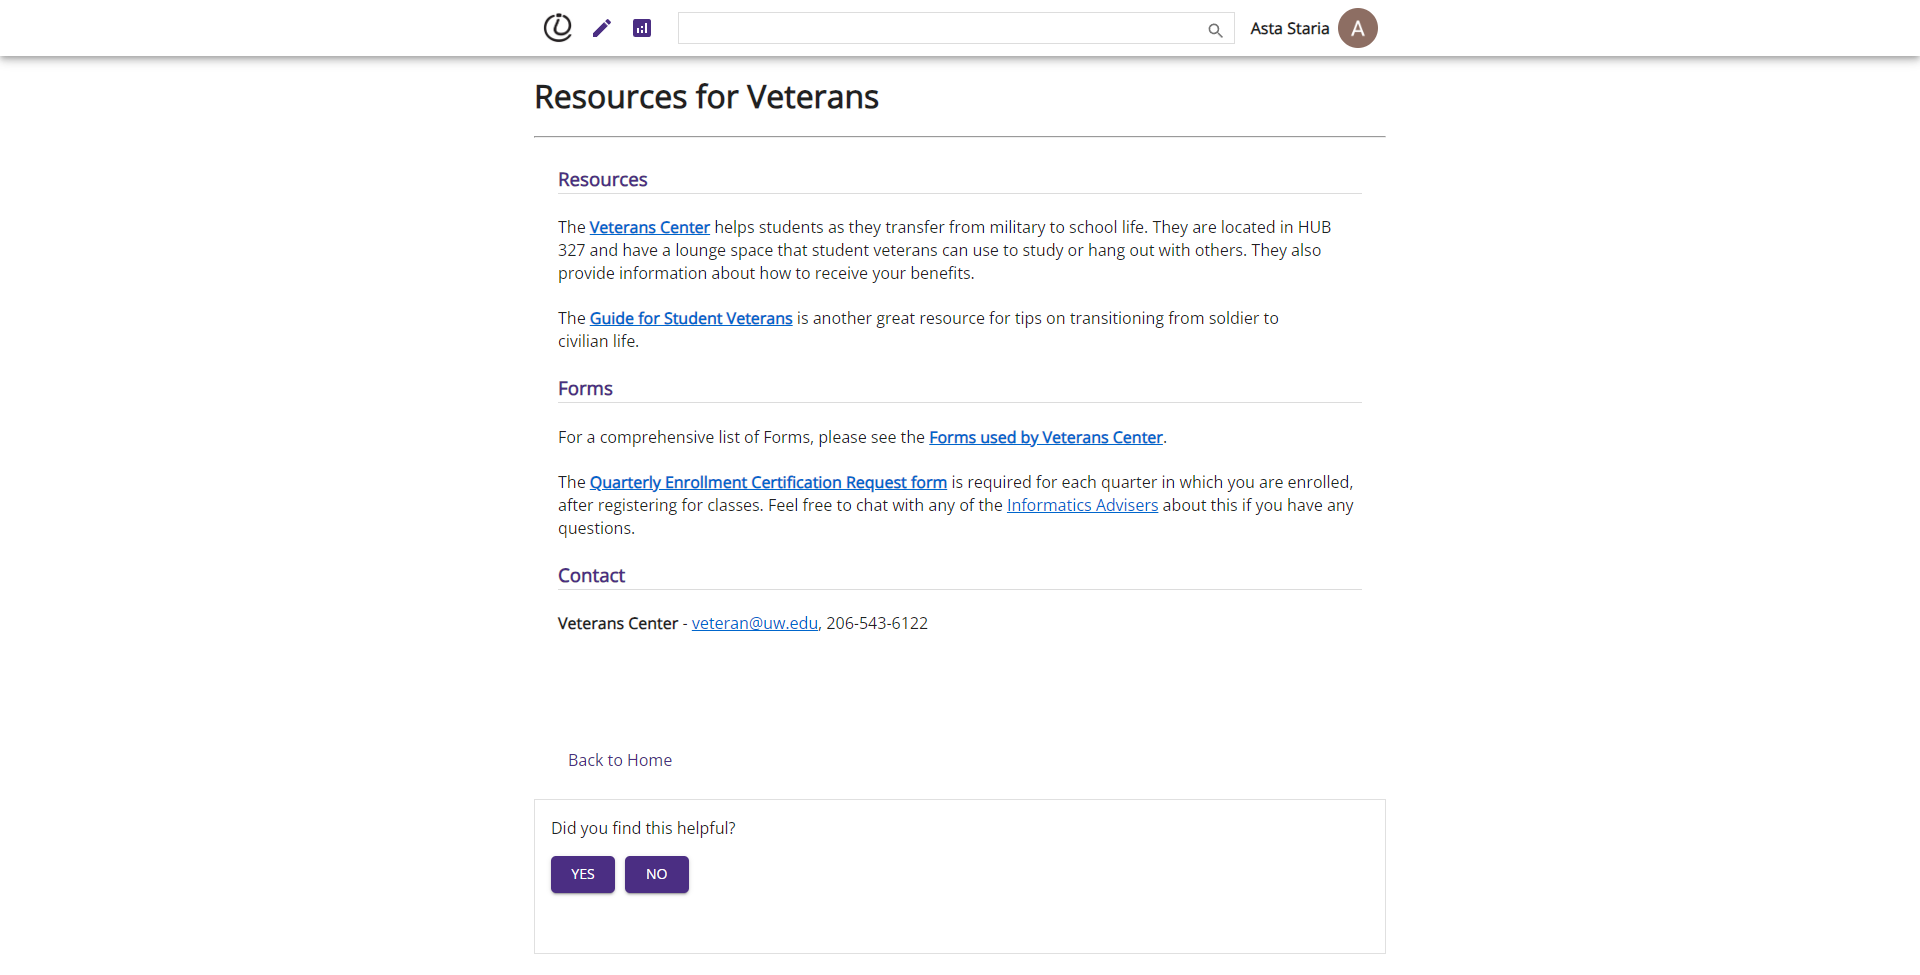 Asta Staria
A
Resources for Veterans
Resources
The Veterans Center helps students as they transfer from military to school life. They are located in HUB
327 and have a lounge space that student veterans can use to study or hang out with others. They also
provide information about how to receive your benefits.
The Guide for Student Veterans is another great resource for tips on transitioning from soldier to
civilian life.
Forms
For a comprehensive list of Forms, please see the Forms used by Veterans Center.
The Quarterly Enrollment Certification Request form is required for each quarter in which you are enrolled,
after registering for classes. Feel free to chat with any of the Informatics Advisers about this if you have any
questions.
Contact
Veterans Center - veteran@uw.edu, 206-543-6122
Back to Home
Did you find this helpful?
YES
NO